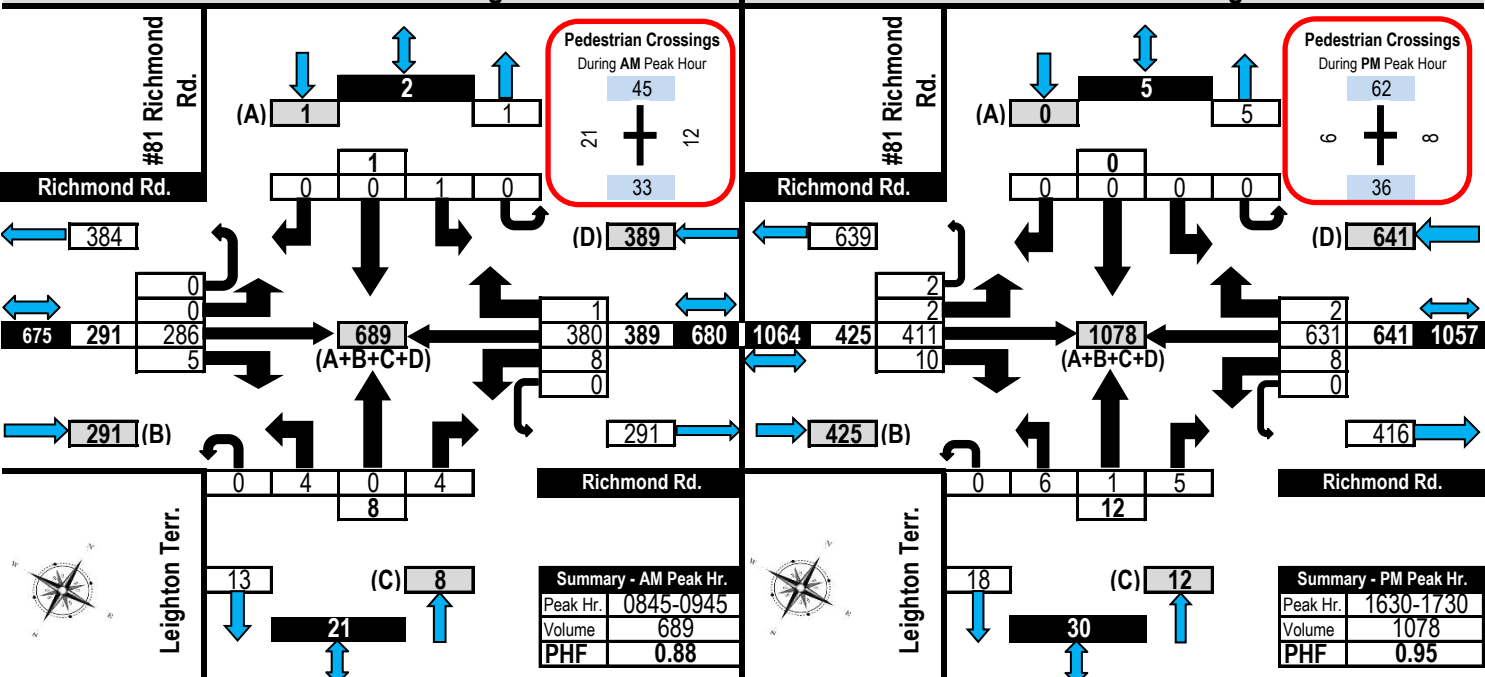 #81 Richmond
Rd.
(A)
1
2
1
Pedestrian Crossings
During AM Peak Hour
45
21
12
33
Richmond Rd.
1
0 0 1 0
384
(D) 389
0
0
675 291 286
5
689
(A+B+C+D)
1
380 389 680
8
0
291 (B)
291
0 4 0 4
8
Richmond Rd.
Leighton Terr.
13
(C) 8
21
Summary - AM Peak Hr.
Peak Hr. 0845-0945
Volume 689
PHF 0.88
#81 Richmond
Rd.
(A)
0
5
5
Pedestrian Crossings
During PM Peak Hour
62
6
8
36
Richmond Rd.
0
0 0 0 0
639
(D) 641
2
2
1064 425 411
10
1078
(A+B+C+D)
2
631 641 1057
8
0
425 (B)
416
0 6 1 5
12
Richmond Rd.
Leighton Terr.
18
(C) 12
30
Summary - PM Peak Hr.
Peak Hr. 1630-1730
Volume 1078
PHF 0.95